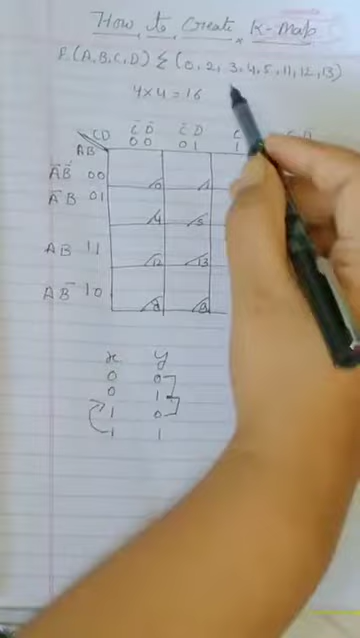 How to Create K-Map
F (A, B, C, D) Σ (0, 2, 3, 4, 5, 11, 12, 13)
4 x 4 = 16
CD C̄ D̄ C̄ D
AB 00 01 1
ĀB̄ 00 0 1
ĀB 01 4 5
AB 11 12 13
AB̄ 10 8 9
x y
0 0
0 1
1 0
1 1